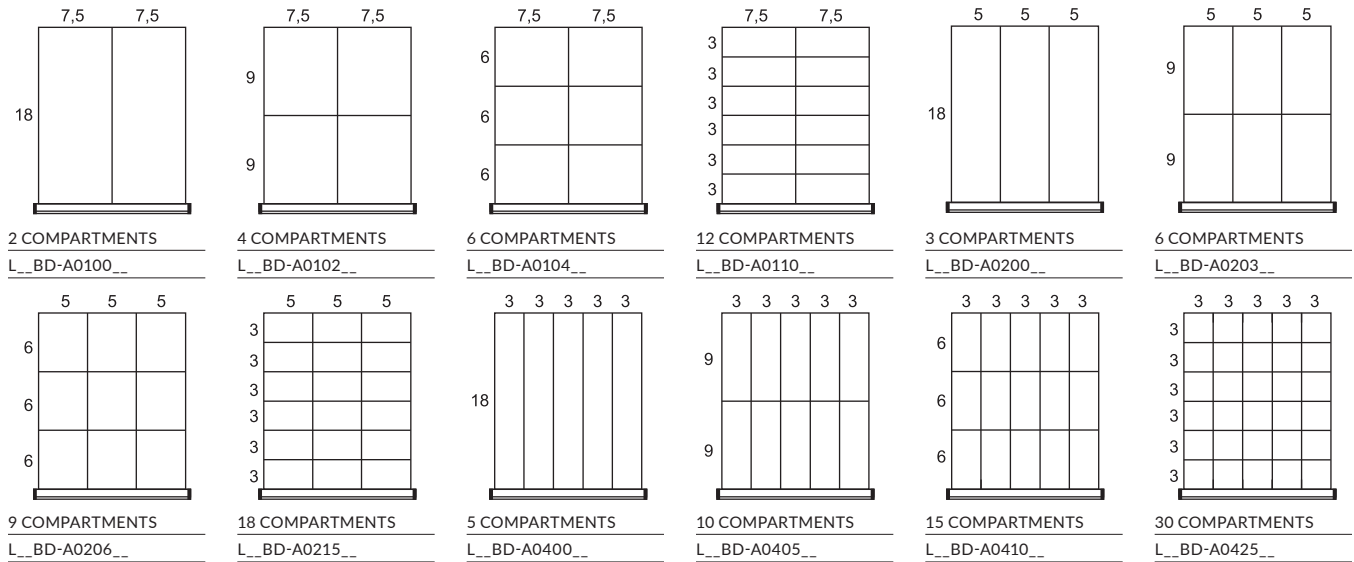 7,5 7,5
18
2 COMPARTMENTS
L__BD-A0100__
7,5 7,5
9
9
4 COMPARTMENTS
L__BD-A0102__
7,5 7,5
6
6
6
6 COMPARTMENTS
L__BD-A0104__
7,5 7,5
3
3
3
3
3
3
12 COMPARTMENTS
L__BD-A0110__
5 5 5
18
3 COMPARTMENTS
L__BD-A0200__
5 5 5
9
9
6 COMPARTMENTS
L__BD-A0203__
5 5 5
6
6
6
9 COMPARTMENTS
L__BD-A0206__
5 5 5
3
3
3
3
3
3
18 COMPARTMENTS
L__BD-A0215__
3 3 3 3 3
18
5 COMPARTMENTS
L__BD-A0400__
3 3 3 3 3
9
9
10 COMPARTMENTS
L__BD-A0405__
3 3 3 3 3
6
6
6
15 COMPARTMENTS
L__BD-A0410__
3 3 3 3 3
3
3
3
3
3
3
30 COMPARTMENTS
L__BD-A0425__